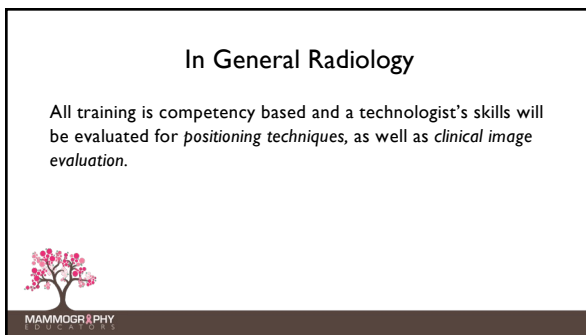 In General Radiology
All training is competency based and a technologist's skills will
be evaluated for positioning techniques, as well as clinical image
evaluation.
MAMMOGRAPHY
EDUCATORS